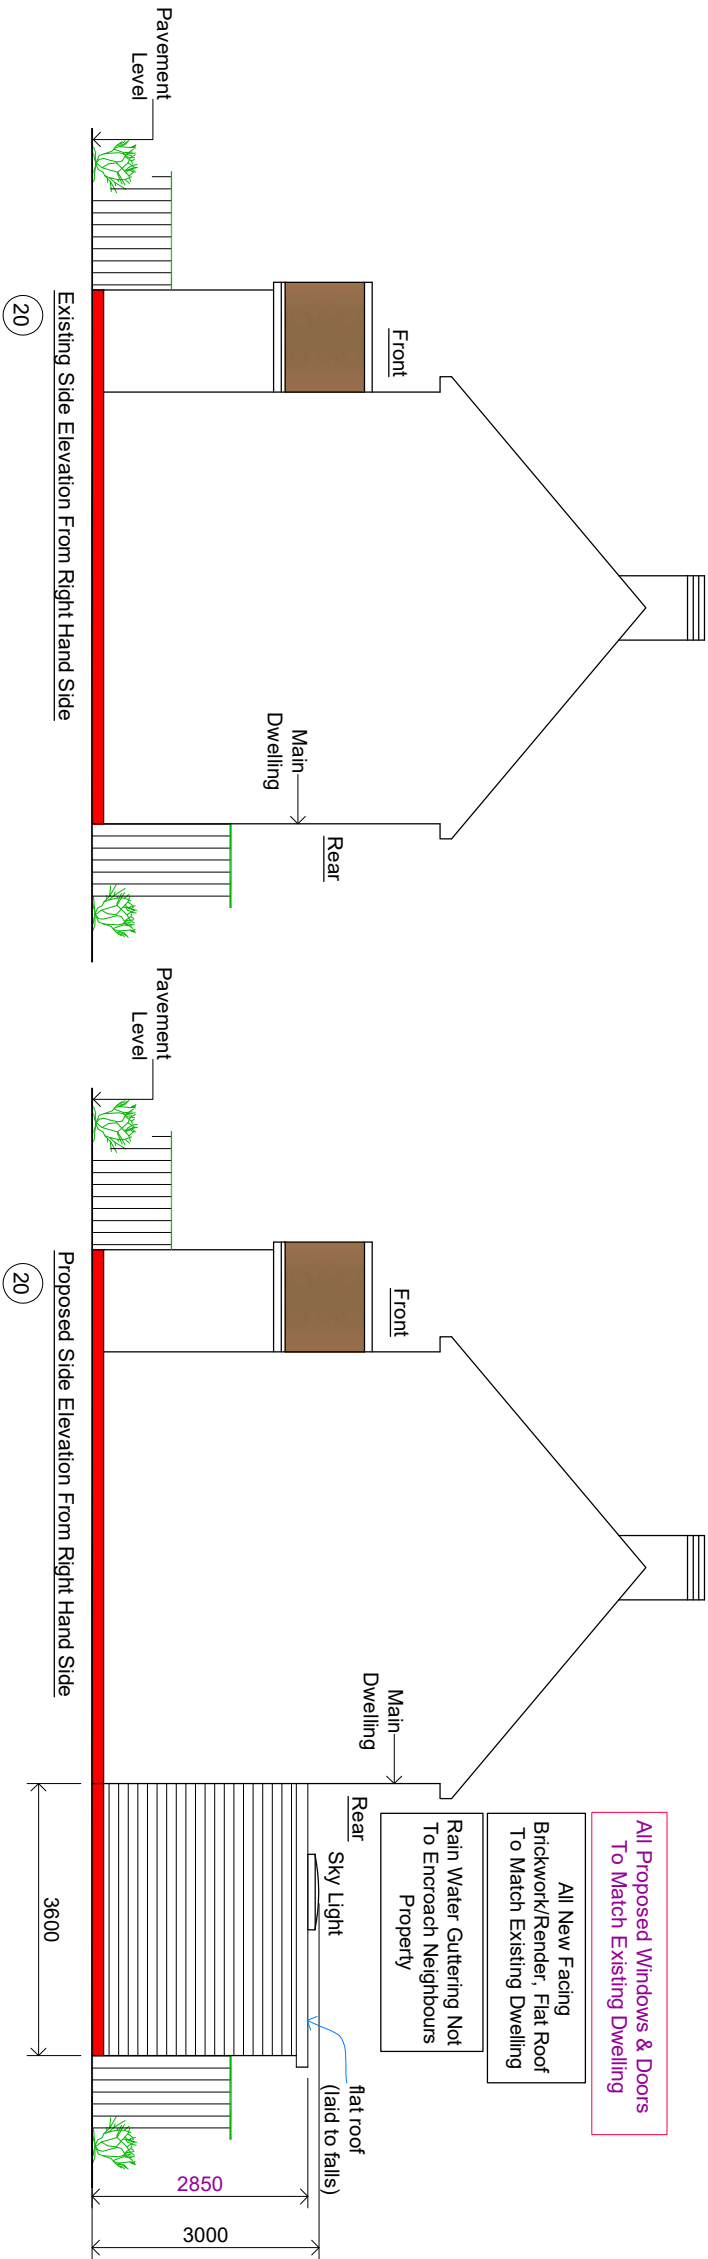 Pavement
Level
Front
Main
Dwelling
Rear
Existing Side Elevation From Right Hand Side
20
Pavement
Level
Front
Main
Dwelling
Rear
Sky Light
flat roof
(laid to falls)
All Proposed Windows & Doors
To Match Existing Dwelling
All New Facing
Brickwork/Render, Flat Roof
To Match Existing Dwelling
Rain Water Guttering Not
To Encroach Neighbours
Property
3600
2850
3000
Proposed Side Elevation From Right Hand Side
20